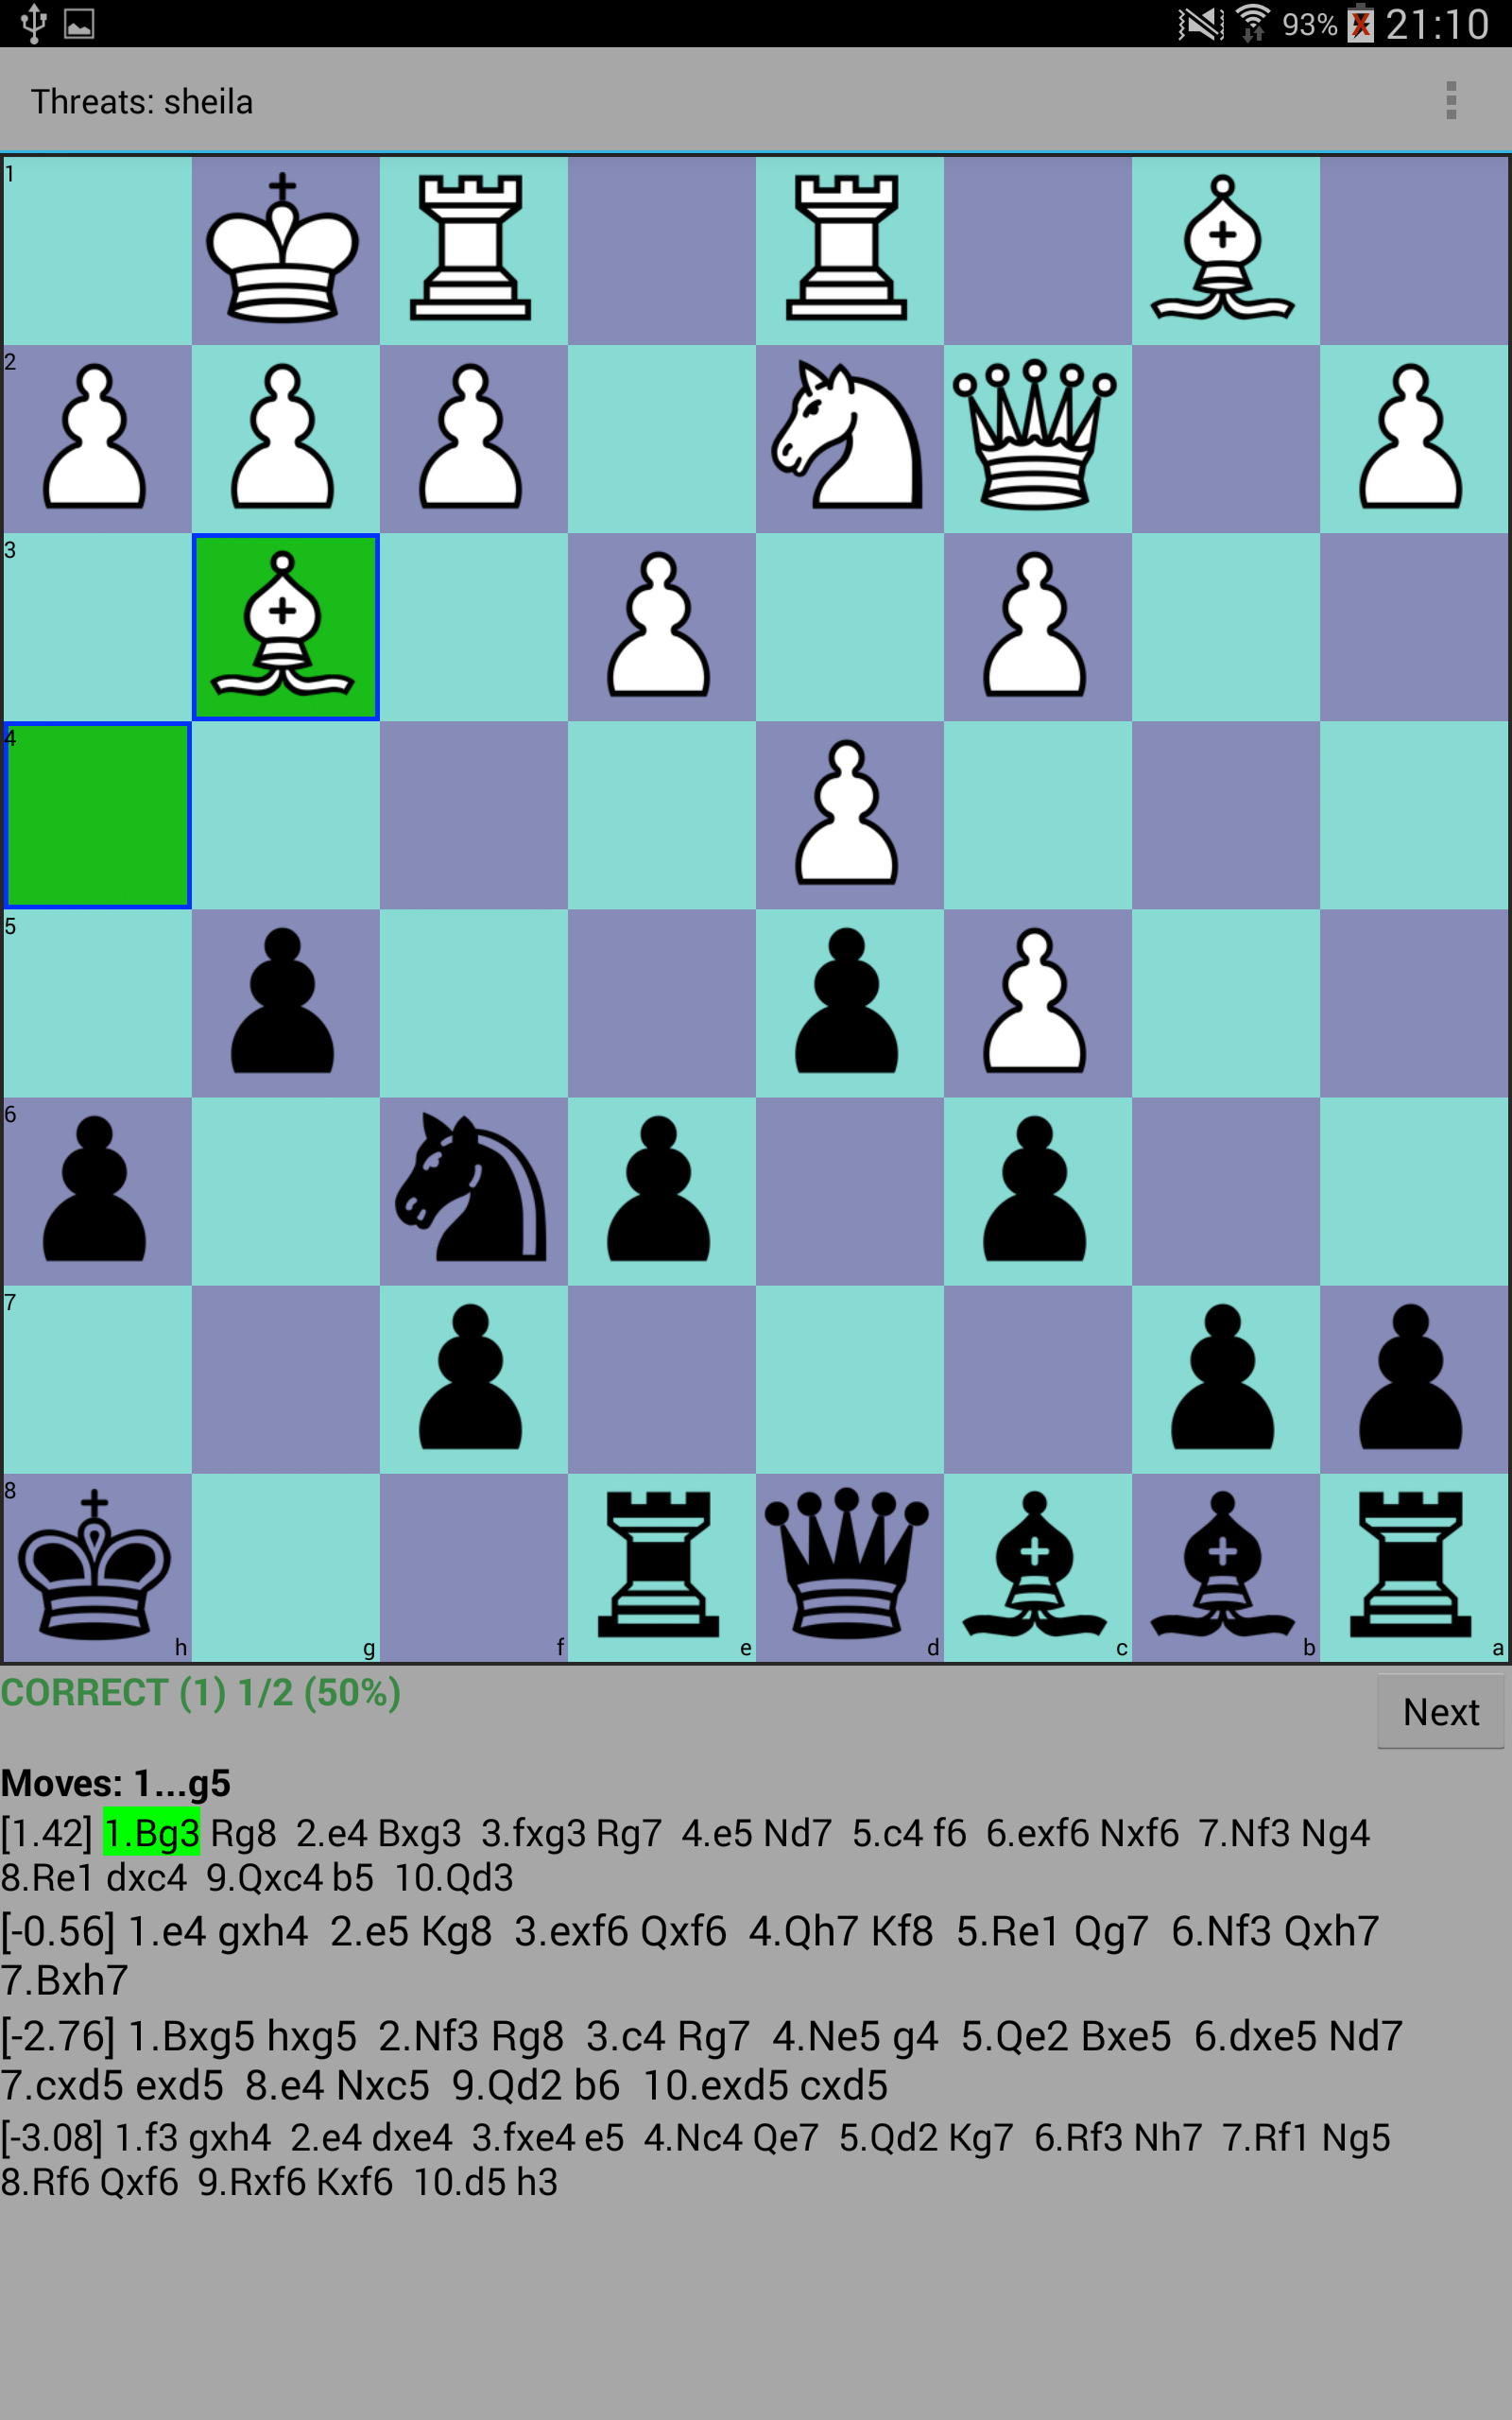 93% 21:10
Threats: sheila
1
2
3
4
5
6
7
8
h g f e d c b a
CORRECT (1) 1/2 (50%)
Next
Moves: 1...g5
[1.42] 1.Bg3 Rg8 2.e4 Bxg3 3.fxg3 Rg7 4.e5 Nd7 5.c4 f6 6.exf6 Nxf6 7.Nf3 Ng4
8.Re1 dxc4 9.Qxc4 b5 10.Qd3
[-0.56] 1.e4 gxh4 2.e5 Kg8 3.exf6 Qxf6 4.Qh7 Kf8 5.Re1 Qg7 6.Nf3 Qxh7
7.Bxh7
[-2.76] 1.Bxg5 hxg5 2.Nf3 Rg8 3.c4 Rg7 4.Ne5 g4 5.Qe2 Bxe5 6.dxe5 Nd7
7.cxd5 exd5 8.e4 Nxc5 9.Qd2 b6 10.exd5 cxd5
[-3.08] 1.f3 gxh4 2.e4 dxe4 3.fxe4 e5 4.Nc4 Qe7 5.Qd2 Kg7 6.Rf3 Nh7 7.Rf1 Ng5
8.Rf6 Qxf6 9.Rxf6 Kxf6 10.d5 h3